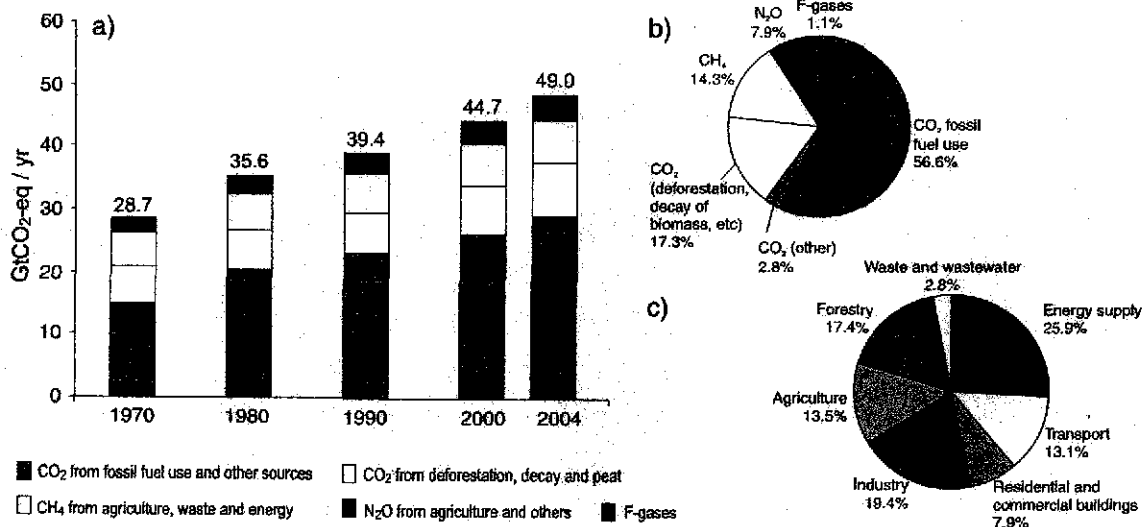 a)
GtCO₂-eq / yr
60
50
40
30
20
10
0
28.7
35.6
39.4
44.7
49.0
1970
1980
1990
2000
2004
CO₂ from fossil fuel use and other sources
CO₂ from deforestation, decay and peat
CH₄ from agriculture, waste and energy
N₂O from agriculture and others
F-gases
b)
F-gases
1.1%
N₂O
7.9%
CH₄
14.3%
CO₂ fossil
fuel use
56.6%
CO₂
(deforestation,
decay of
biomass, etc)
17.3%
CO₂ (other)
2.8%
c)
Waste and wastewater
2.8%
Forestry
17.4%
Energy supply
25.9%
Agriculture
13.5%
Transport
13.1%
Industry
19.4%
Residential and
commercial buildings
7.9%